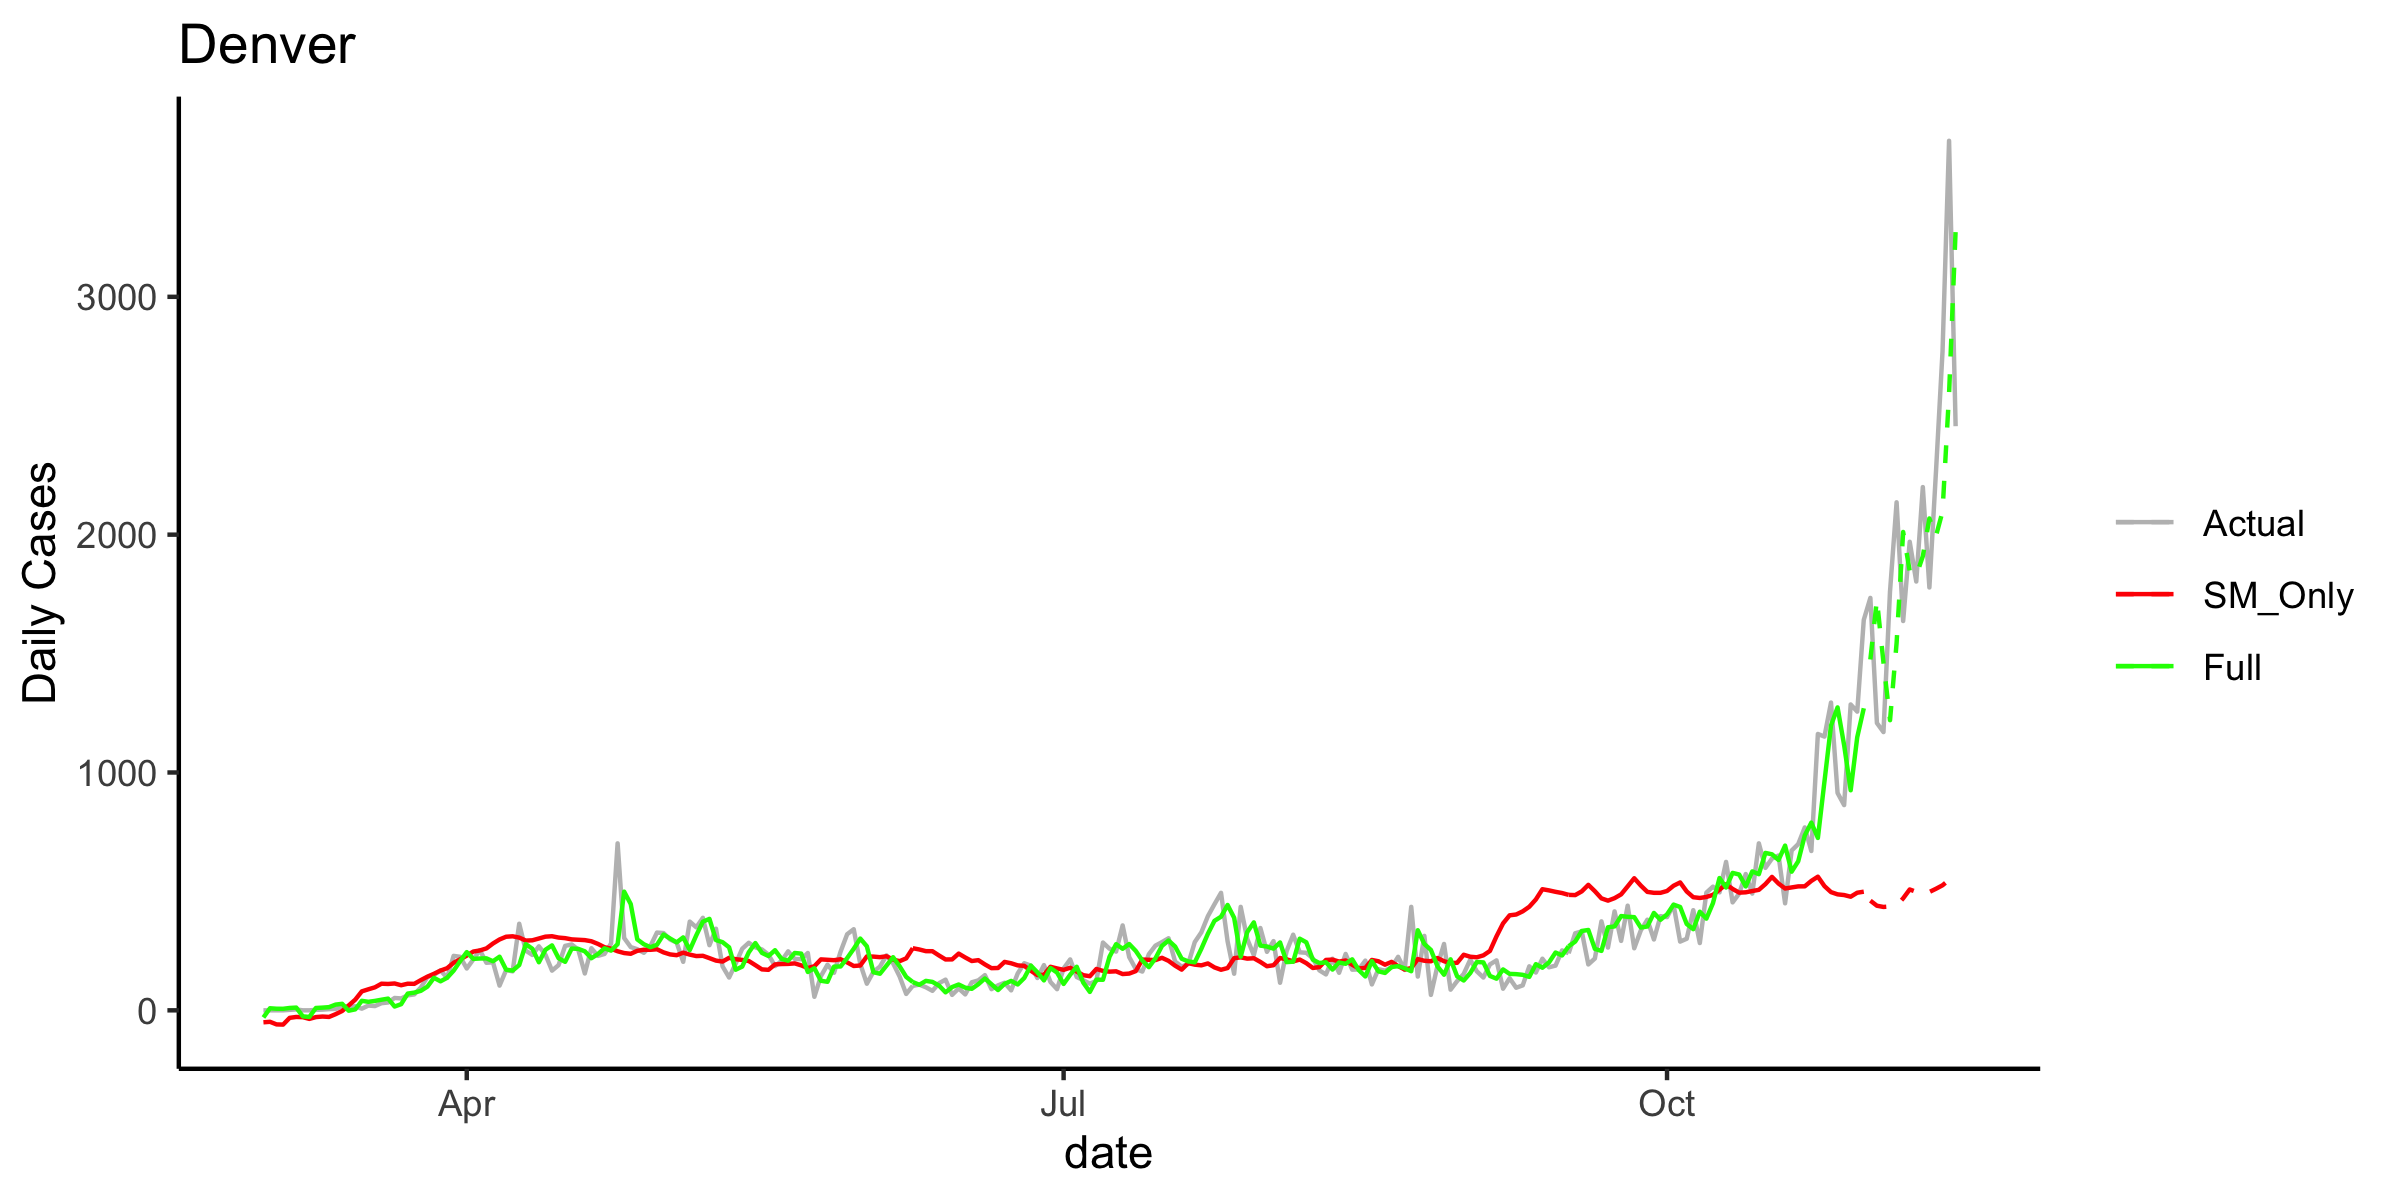 Denver
Daily Cases
3000
2000
1000
0
Apr
Jul
Oct
date
Actual
SM_Only
Full